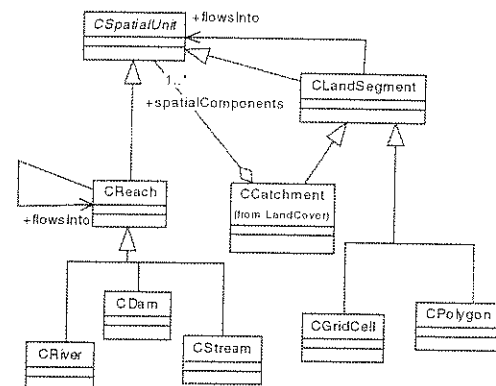 CSpatialUnit
+flowsInto
1..*
+spatialComponents
CLandSegment
CReach
+flowsInto
CCatchment
(from LandCover)
CDam
CRiver
CStream
CGridCell
CPolygon